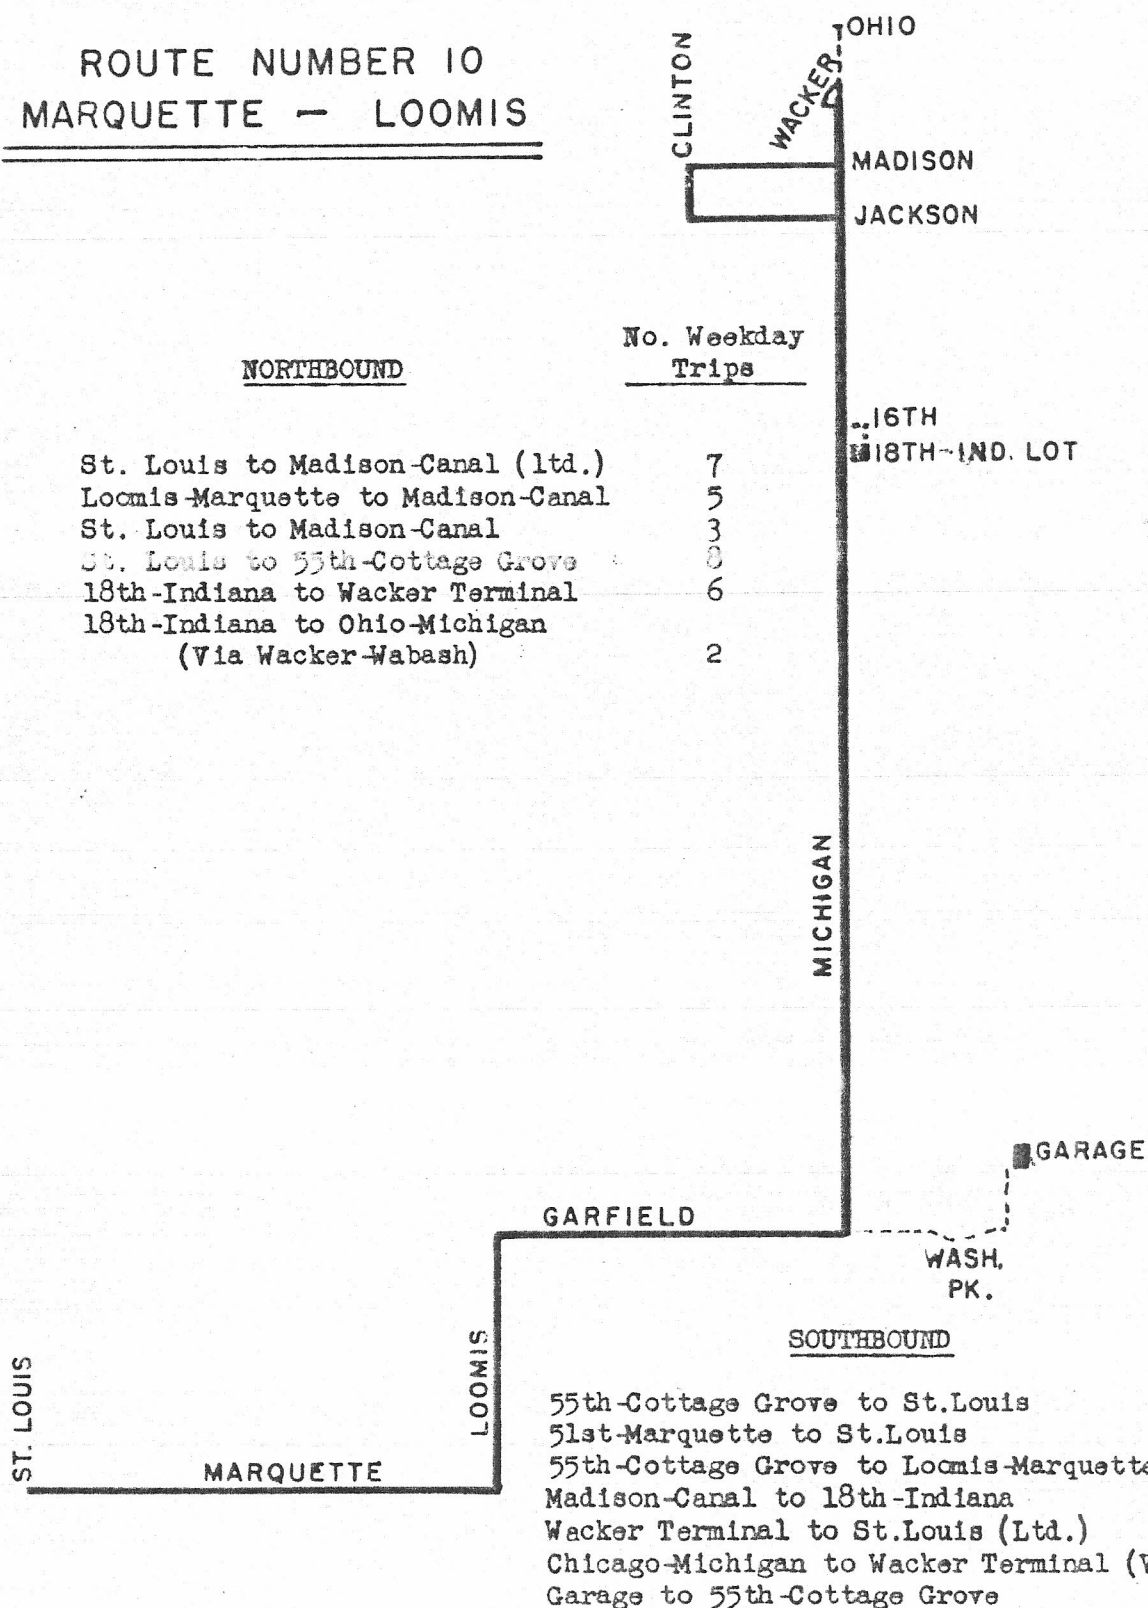 ROUTE NUMBER 10
MARQUETTE — LOOMIS
CLINTON
WACKER
OHIO
MADISON
JACKSON
No. Weekday
Trips
NORTHBOUND
16TH
18TH-IND. LOT
St. Louis to Madison-Canal (ltd.) 7
Loomis-Marquette to Madison-Canal 5
St. Louis to Madison-Canal 3
St. Louis to 55th-Cottage Grove 8
18th-Indiana to Wacker Terminal 6
18th-Indiana to Ohio-Michigan
(Via Wacker-Wabash) 2
MICHIGAN
GARAGE
GARFIELD
WASH.
PK.
ST. LOUIS
LOOMIS
MARQUETTE
SOUTHBOUND
55th-Cottage Grove to St.Louis
51st-Marquette to St.Louis
55th-Cottage Grove to Loomis-Marquette
Madison-Canal to 18th-Indiana
Wacker Terminal to St.Louis (Ltd.)
Chicago-Michigan to Wacker Terminal (
Garage to 55th-Cottage Grove